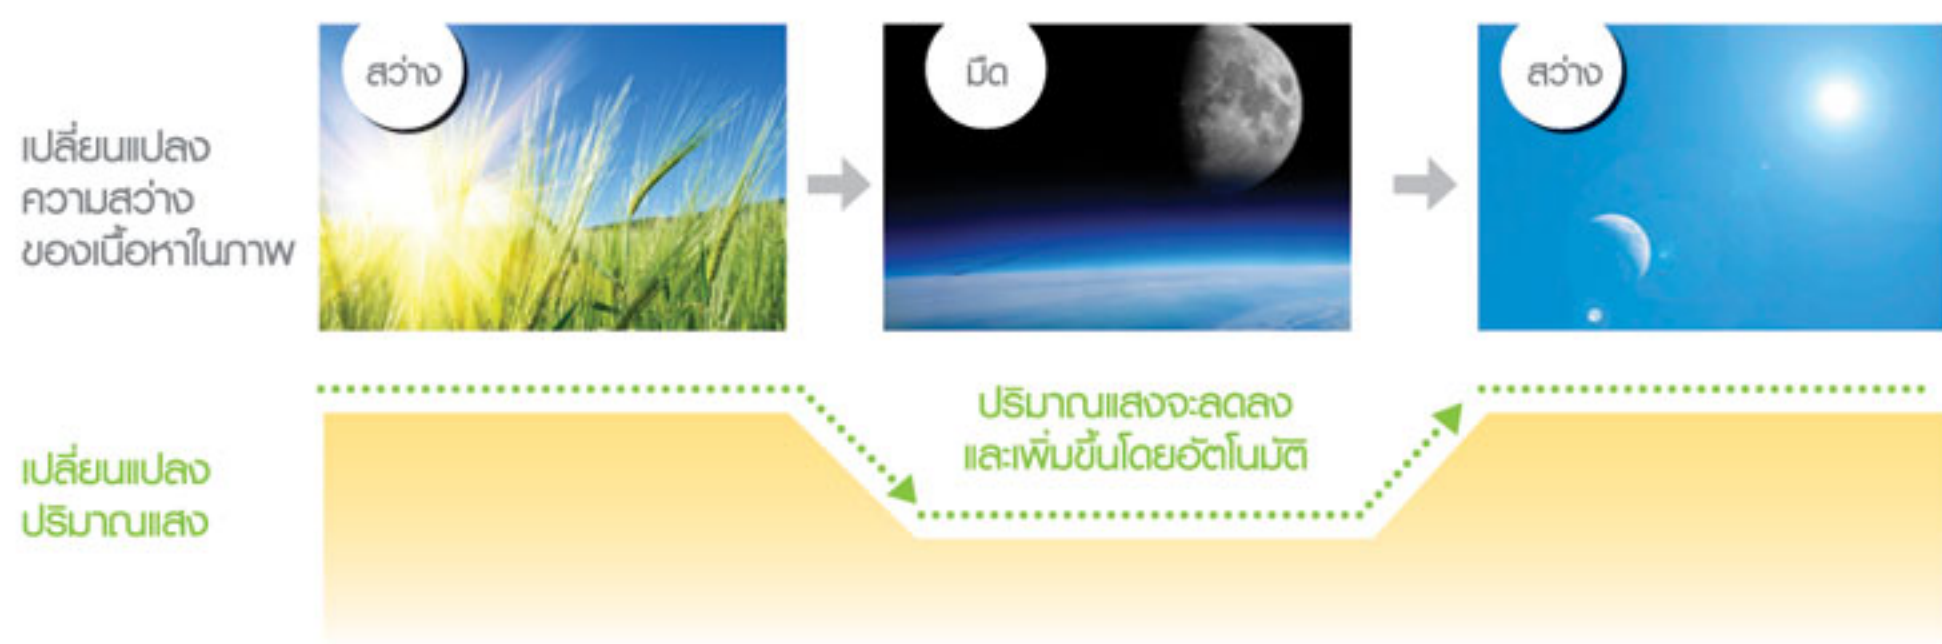 สว่าง
มืด
สว่าง
เปลี่ยนแปลง
ความสว่าง
ของเนื้อหาในภาพ
ปริมาณแสงจะลดลง
และเพิ่มขึ้นโดยอัตโนมัติ
เปลี่ยนแปลง
ปริมาณแสง